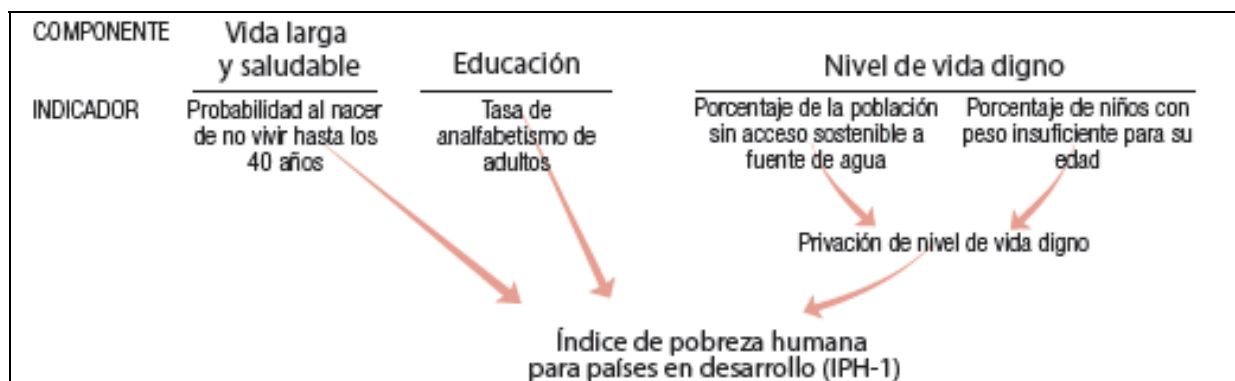 COMPONENTE
Vida larga
y saludable
Educación
Nivel de vida digno
INDICADOR
Probabilidad al nacer
de no vivir hasta los
40 años
Tasa de
analfabetismo de
adultos
Porcentaje de la población
sin acceso sostenible a
fuente de agua
Porcentaje de niños con
peso insuficiente para su
edad
Privación de nivel de vida digno
Índice de pobreza humana
para países en desarrollo (IPH-1)